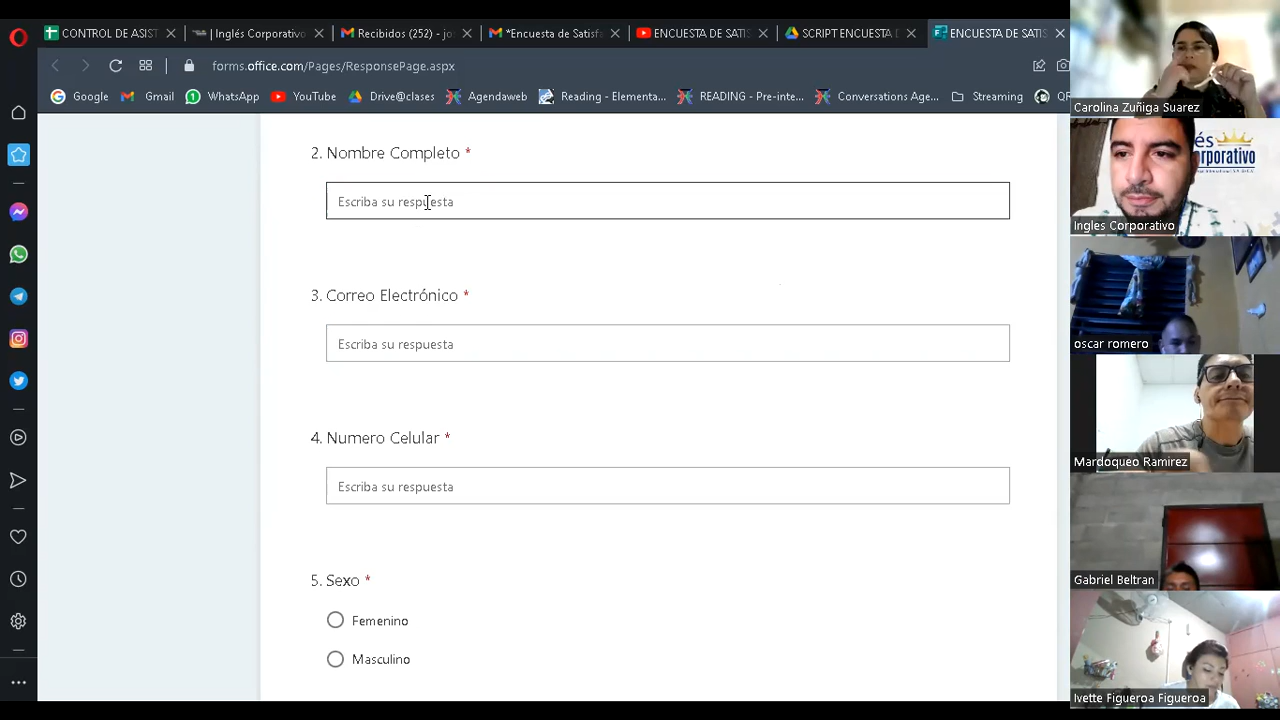 CONTROL DE ASIST
| Inglés Corporativo
Recibidos (252) - jo
*Encuesta de Satisfa
ENCUESTA DE SATIS
SCRIPT ENCUESTA D
ENCUESTA DE SATIS
forms.office.com/Pages/ResponsePage.aspx
Google
Gmail
WhatsApp
YouTube
Drive@clases
Agendaweb
Reading - Elementa...
READING - Pre-inte...
Conversations Age...
Streaming
QR
2. Nombre Completo *
Escriba su respuesta
3. Correo Electrónico *
Escriba su respuesta
4. Numero Celular *
Escriba su respuesta
5. Sexo *
Femenino
Masculino
Carolina Zuñiga Suarez
és
orporativo
Ingles Corporativo
oscar romero
Mardoqueo Ramirez
Gabriel Beltran
Ivette Figueroa Figueroa